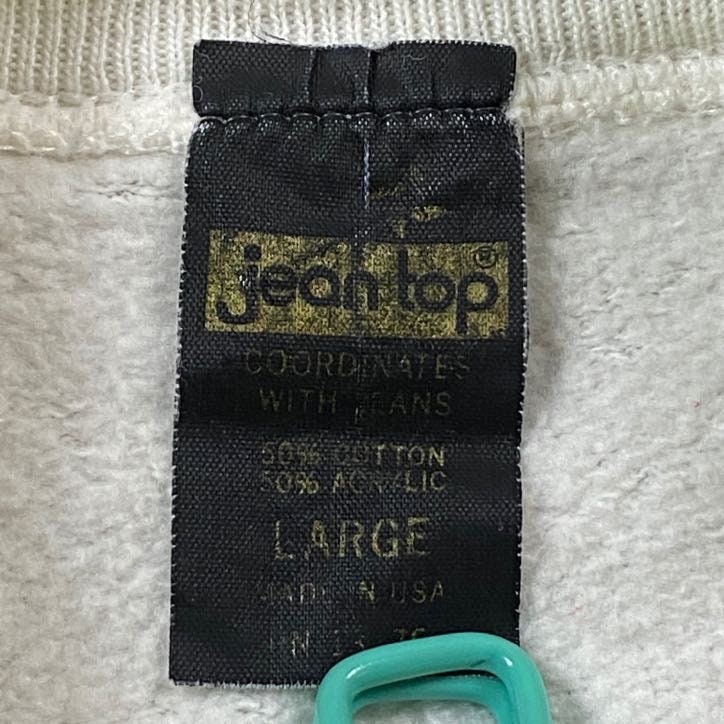 jean top®
COORDINATES
WITH JEANS
50% COTTON
50% ACRYLIC
LARGE
MADE IN USA